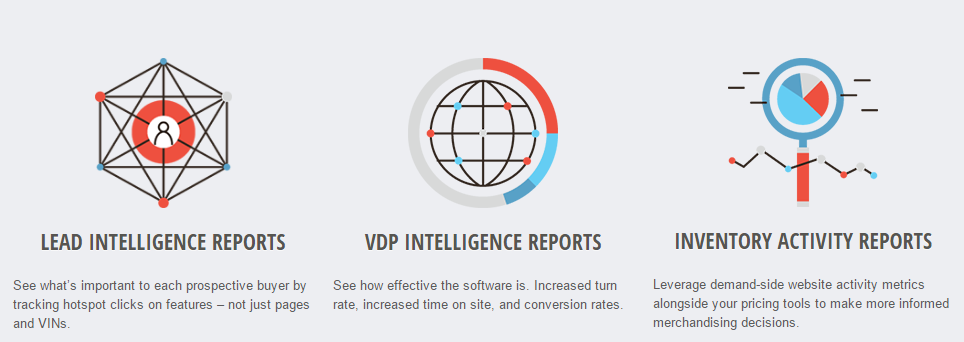 LEAD INTELLIGENCE REPORTS
See what's important to each prospective buyer by
tracking hotspot clicks on features – not just pages
and VINs.
VDP INTELLIGENCE REPORTS
See how effective the software is. Increased turn
rate, increased time on site, and conversion rates.
INVENTORY ACTIVITY REPORTS
Leverage demand-side website activity metrics
alongside your pricing tools to make more informed
merchandising decisions.